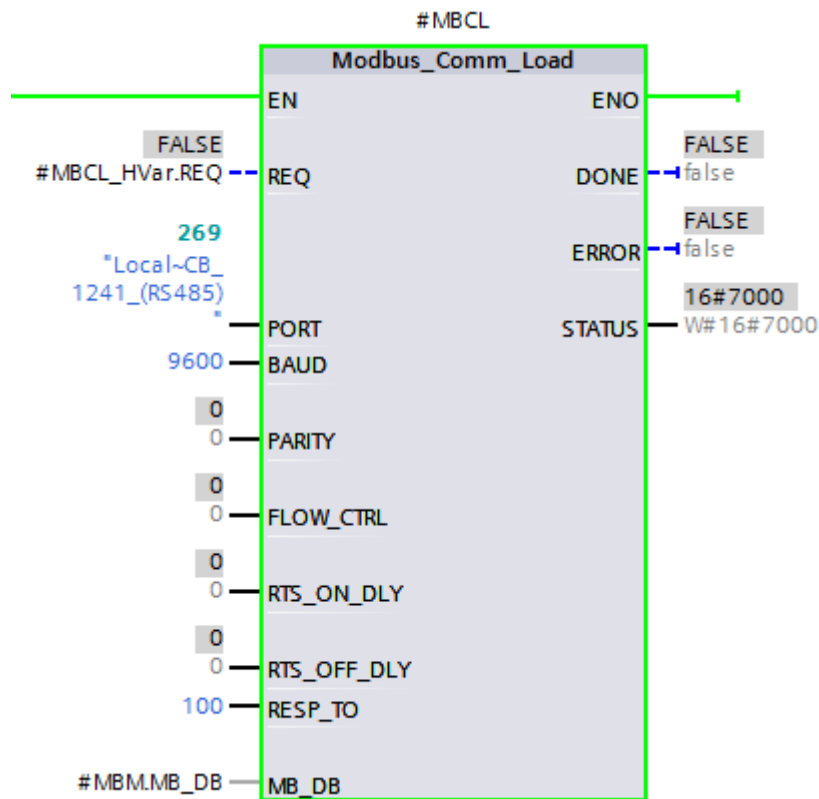 #MBCL
Modbus_Comm_Load
EN ENO
FALSE FALSE
#MBCL_HVar.REQ REQ DONE false
269 FALSE
"Local~CB_ ERROR false
1241_(RS485) 16#7000
" PORT STATUS W#16#7000
9600 BAUD
0
0 PARITY
0
0 FLOW_CTRL
0
0 RTS_ON_DLY
0
0 RTS_OFF_DLY
100 RESP_TO
#MBM.MB_DB MB_DB